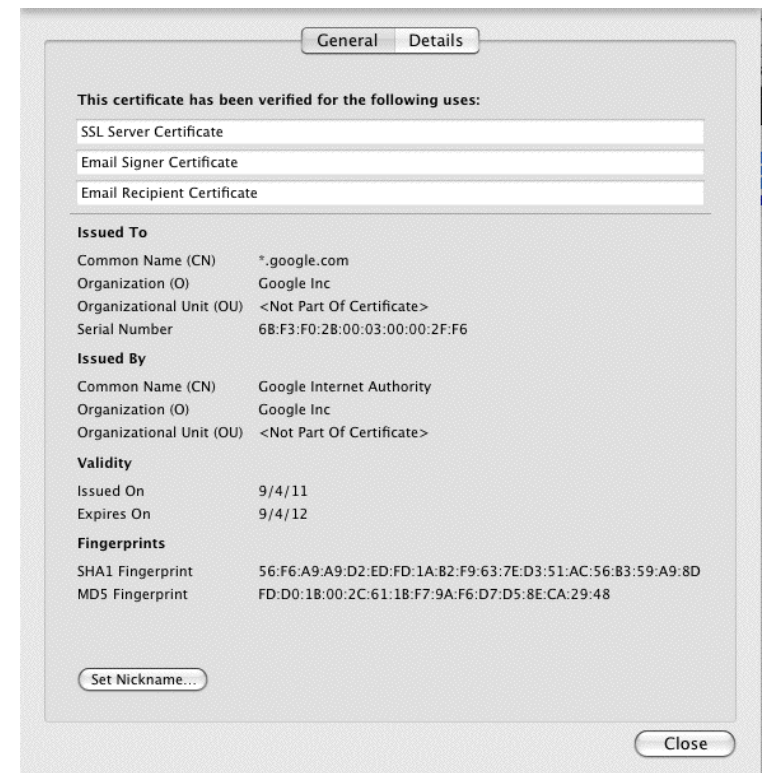 General Details
This certificate has been verified for the following uses:
SSL Server Certificate
Email Signer Certificate
Email Recipient Certificate
Issued To
Common Name (CN) *.google.com
Organization (O) Google Inc
Organizational Unit (OU) <Not Part Of Certificate>
Serial Number 6B:F3:F0:2B:00:03:00:00:2F:F6
Issued By
Common Name (CN) Google Internet Authority
Organization (O) Google Inc
Organizational Unit (OU) <Not Part Of Certificate>
Validity
Issued On 9/4/11
Expires On 9/4/12
Fingerprints
SHA1 Fingerprint 56:F6:A9:A9:D2:ED:FD:1A:B2:F9:63:7E:D3:51:AC:56:B3:59:A9:8D
MD5 Fingerprint FD:D0:1B:00:2C:61:1B:F7:9A:F6:D7:D5:8E:CA:29:48
Set Nickname...
Close